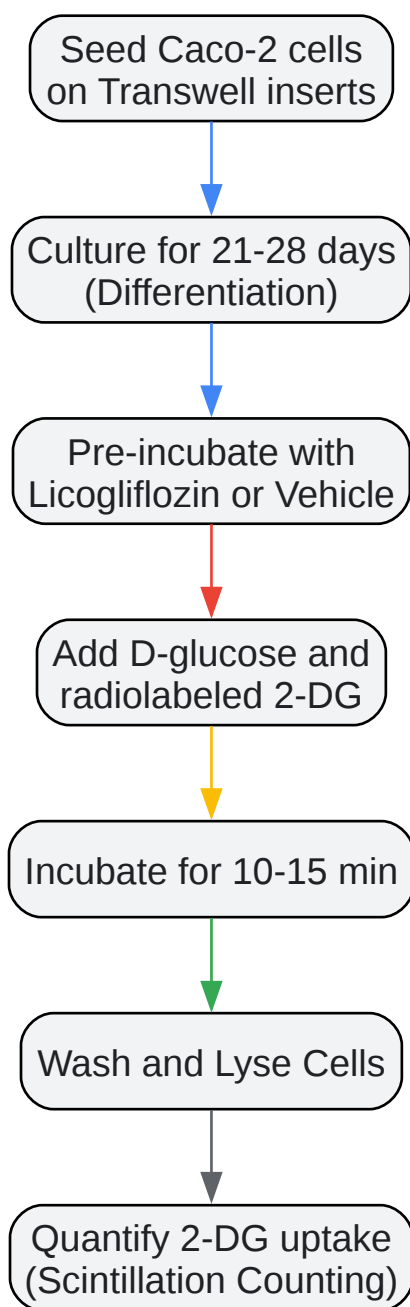 Seed Caco-2 cells
on Transwell inserts
Culture for 21-28 days
(Differentiation)
Pre-incubate with
Licogliflozin or Vehicle
Add D-glucose and
radiolabeled 2-DG
Incubate for 10-15 min
Wash and Lyse Cells
Quantify 2-DG uptake
(Scintillation Counting)